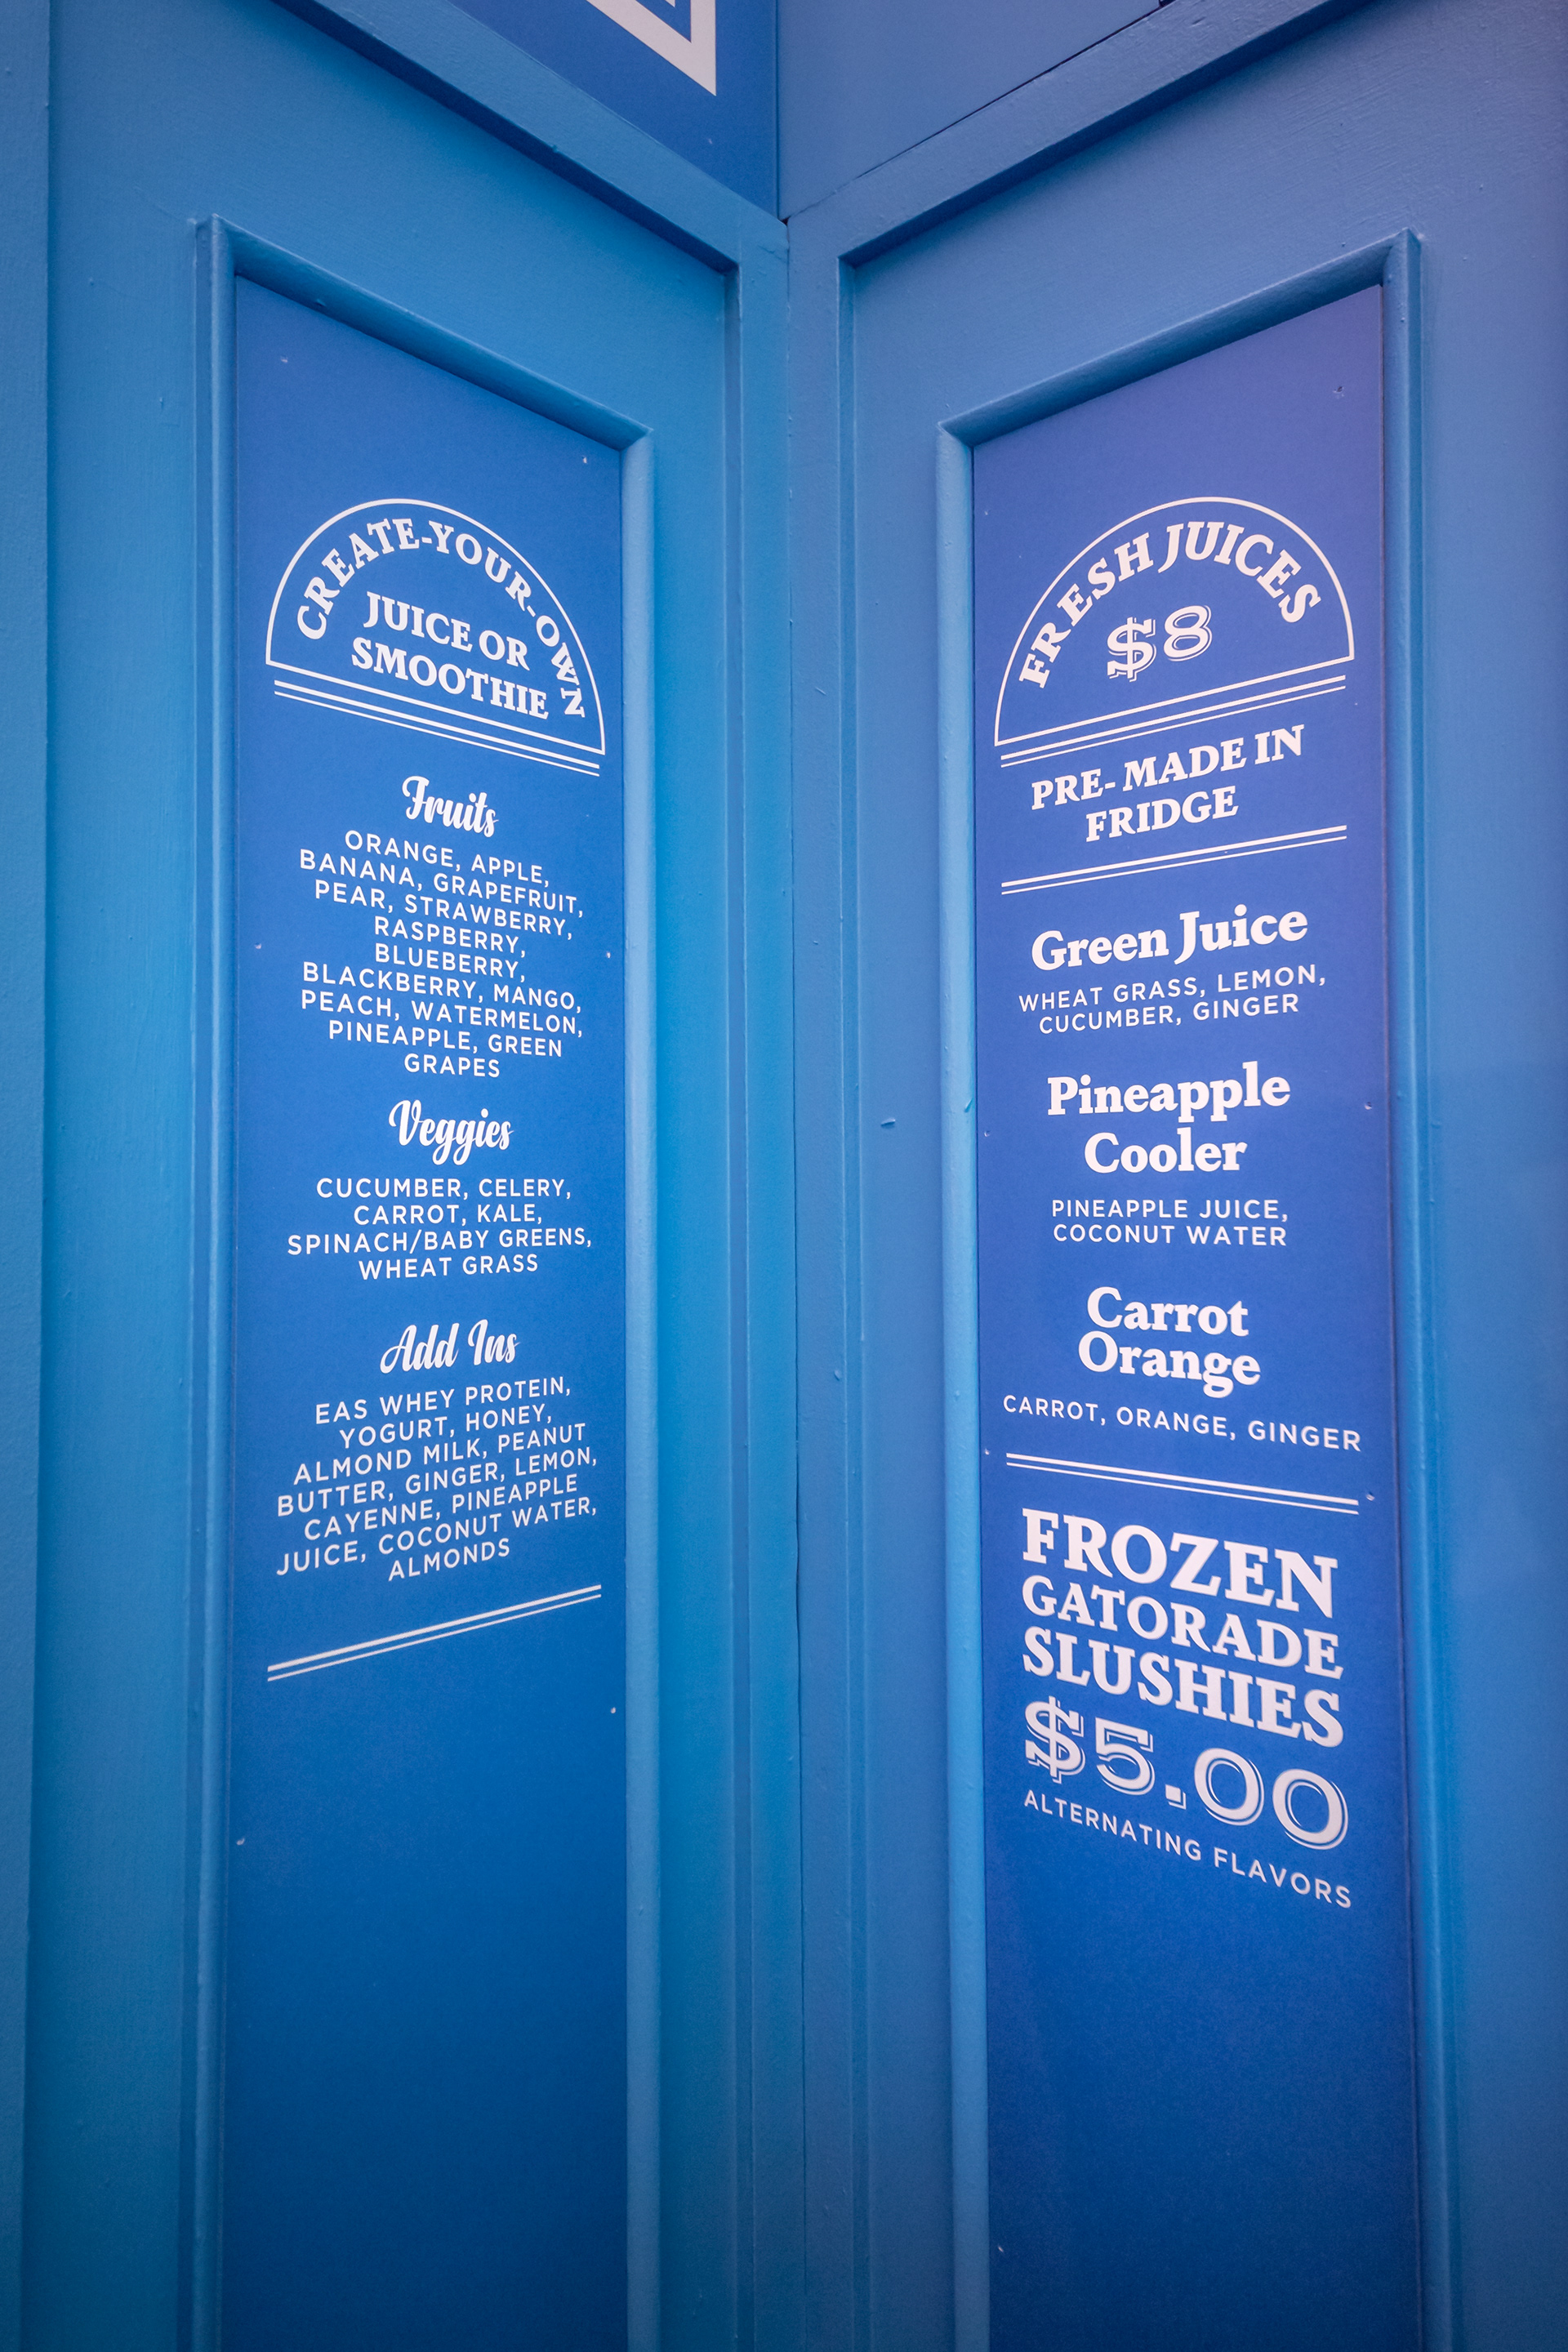 CREATE-YOUR-OWN
JUICE OR
SMOOTHIE
Fruits
ORANGE, APPLE,
BANANA, GRAPEFRUIT,
PEAR, STRAWBERRY,
RASPBERRY,
BLUEBERRY,
BLACKBERRY, MANGO,
PEACH, WATERMELON,
PINEAPPLE, GREEN
GRAPES
Veggies
CUCUMBER, CELERY,
CARROT, KALE,
SPINACH/BABY GREENS,
WHEAT GRASS
Add Ins
EAS WHEY PROTEIN,
YOGURT, HONEY,
ALMOND MILK, PEANUT
BUTTER, GINGER, LEMON,
CAYENNE, PINEAPPLE
JUICE, COCONUT WATER,
ALMONDS
FRESH JUICES
$8
PRE- MADE IN
FRIDGE
Green Juice
WHEAT GRASS, LEMON,
CUCUMBER, GINGER
Pineapple
Cooler
PINEAPPLE JUICE,
COCONUT WATER
Carrot
Orange
CARROT, ORANGE, GINGER
FROZEN
GATORADE
SLUSHIES
$5.00
ALTERNATING FLAVORS